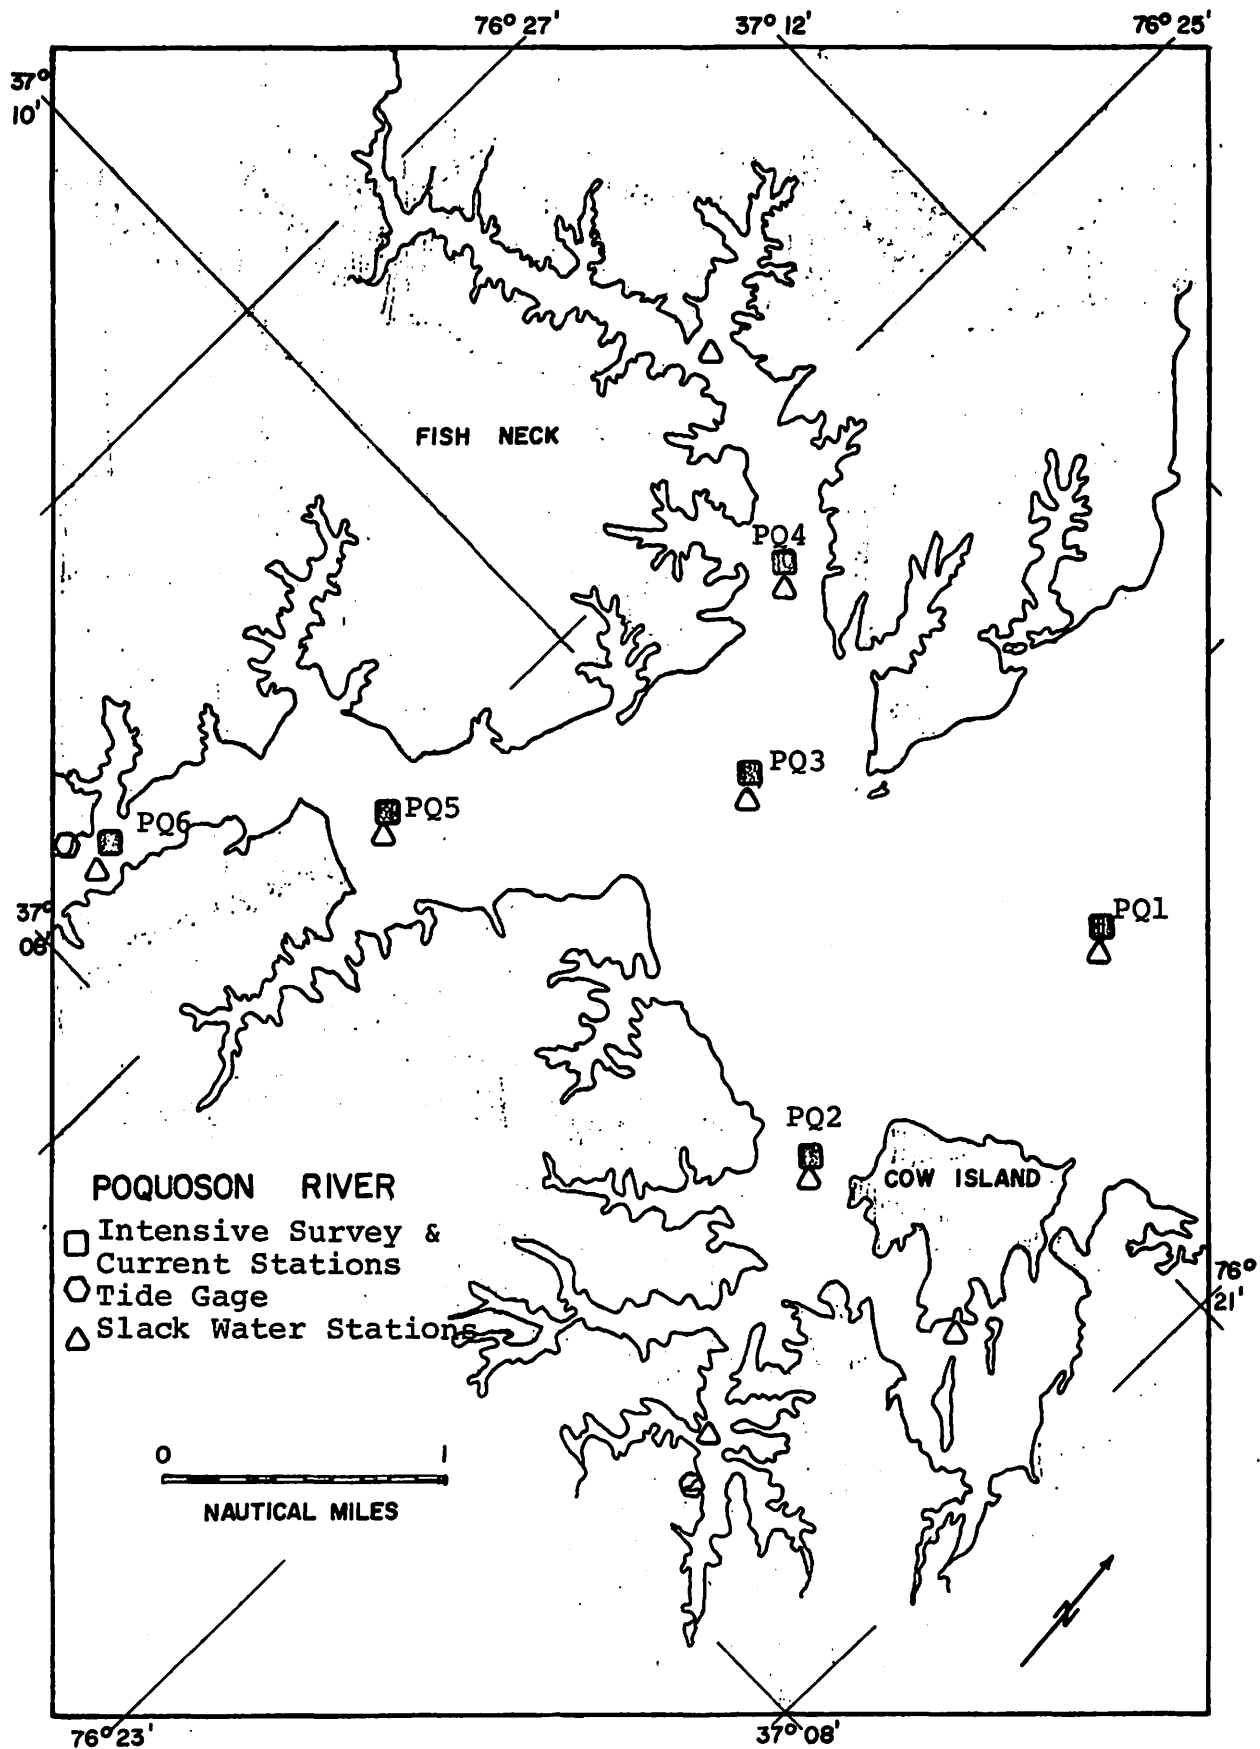 76° 27'
37° 12'
76° 25'
37°
10'
FISH NECK
PQ4
PQ3
PQ5
PQ6
PQ1
37°
08'
PQ2
COW ISLAND
POQUOSON RIVER
Intensive Survey &
Current Stations
Tide Gage
Slack Water Stations
76°
21'
0 1
NAUTICAL MILES
N
76° 23'
37° 08'